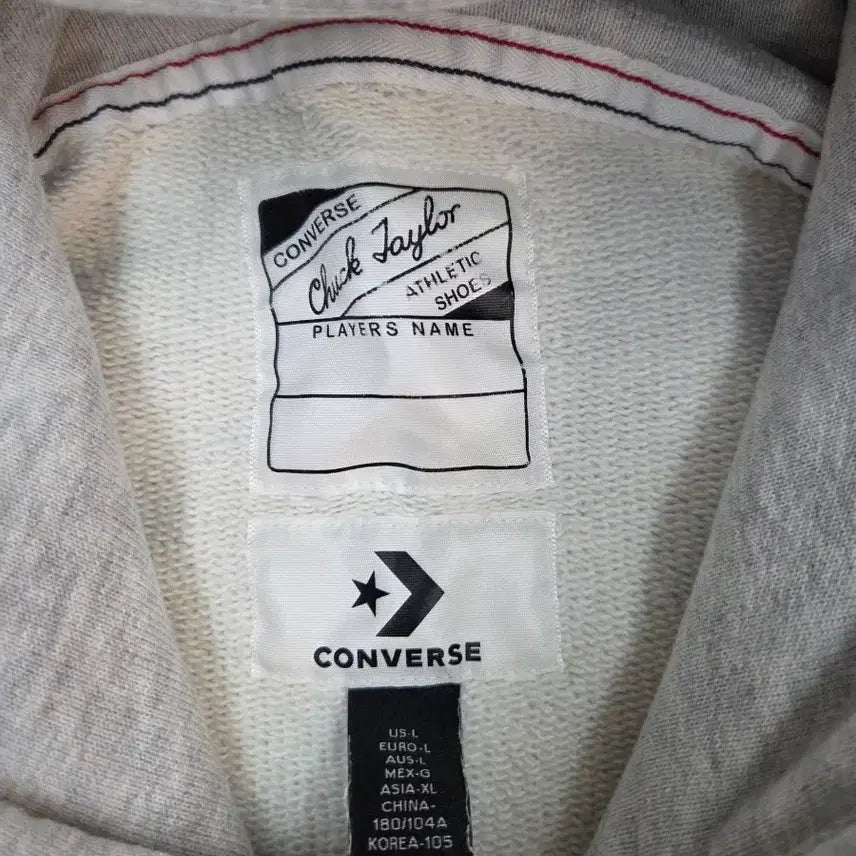 CONVERSE
Chuck Taylor
ATHLETIC
SHOES
PLAYERS NAME
CONVERSE
US-L
EURO-L
AUS-L
MEX-G
ASIA-XL
CHINA-
180/104A
KOREA-105